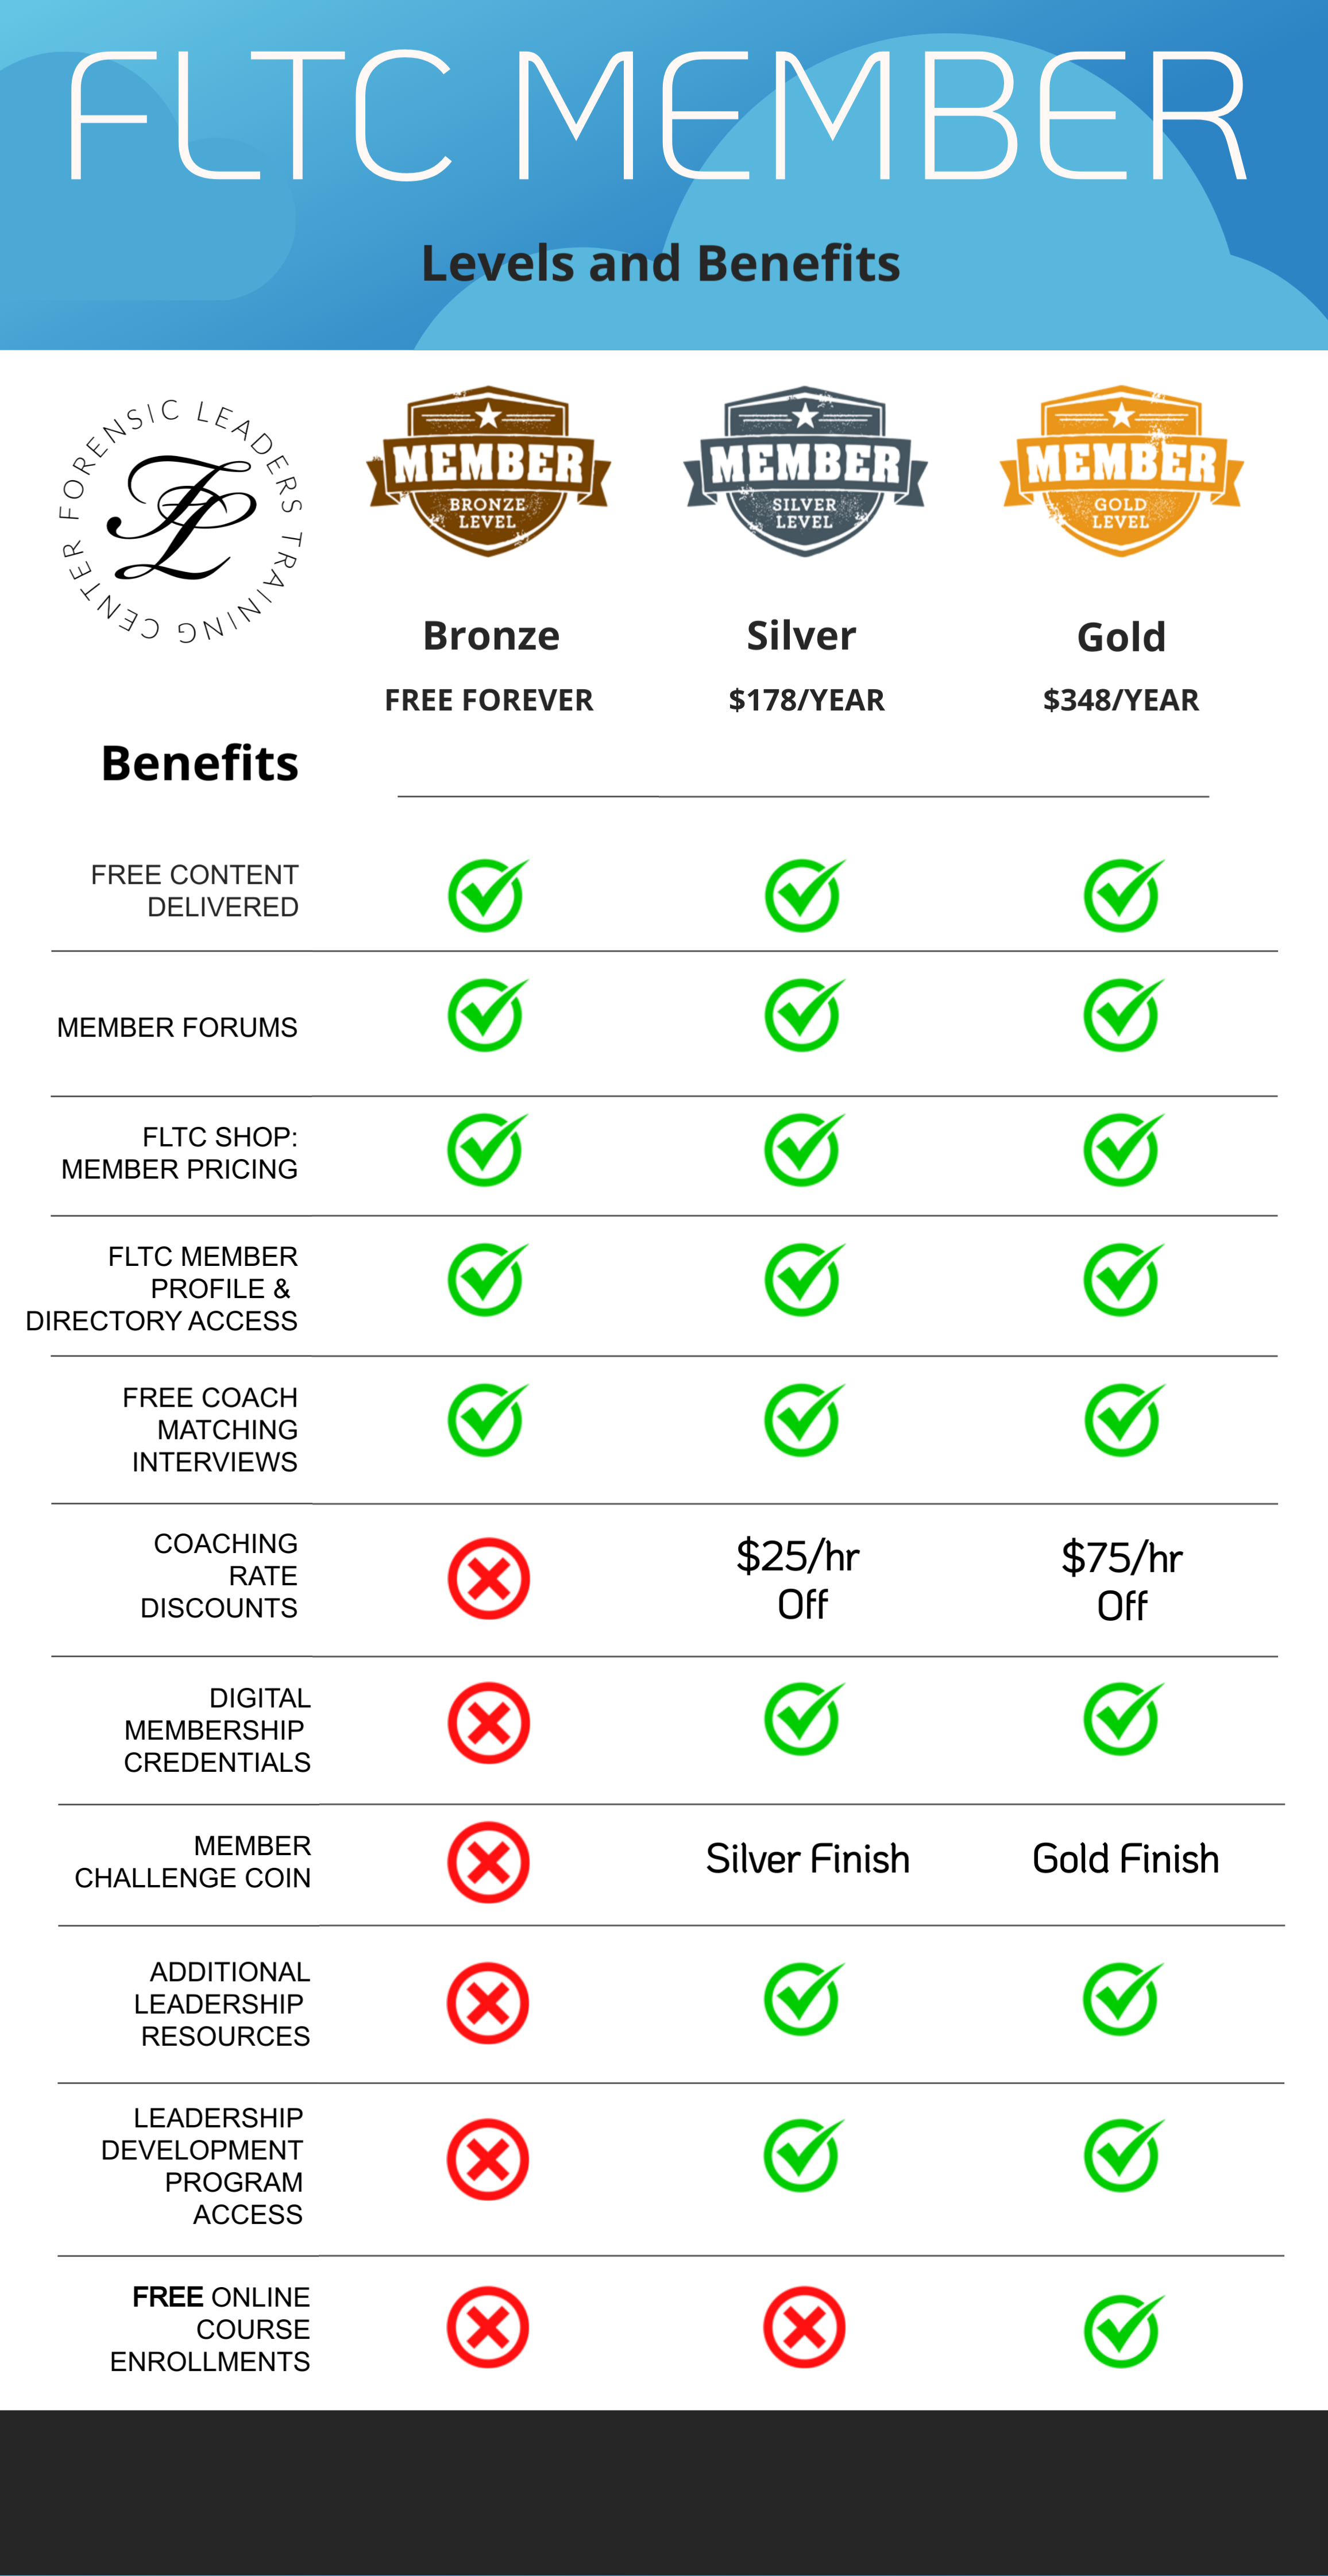 FLTC MEMBER
Levels and Benefits
FORENSIC LEADERS TRAINING CENTER
FL
MEMBER
BRONZE
LEVEL
MEMBER
SILVER
LEVEL
MEMBER
GOLD
LEVEL
Bronze
Silver
Gold
FREE FOREVER
$178/YEAR
$348/YEAR
Benefits
FREE CONTENT
DELIVERED
MEMBER FORUMS
FLTC SHOP:
MEMBER PRICING
FLTC MEMBER
PROFILE &
DIRECTORY ACCESS
FREE COACH
MATCHING
INTERVIEWS
COACHING
RATE
DISCOUNTS
$25/hr
Off
$75/hr
Off
DIGITAL
MEMBERSHIP
CREDENTIALS
MEMBER
CHALLENGE COIN
Silver Finish
Gold Finish
ADDITIONAL
LEADERSHIP
RESOURCES
LEADERSHIP
DEVELOPMENT
PROGRAM
ACCESS
FREE ONLINE
COURSE
ENROLLMENTS